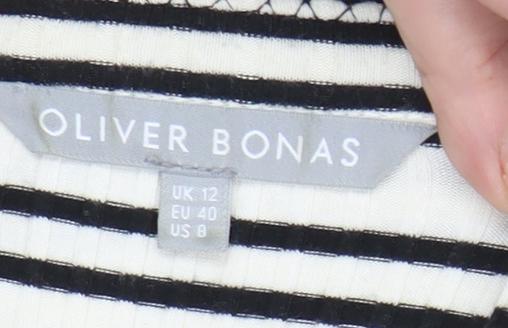 OLIVER BONAS
UK 12
EU 40
US 8